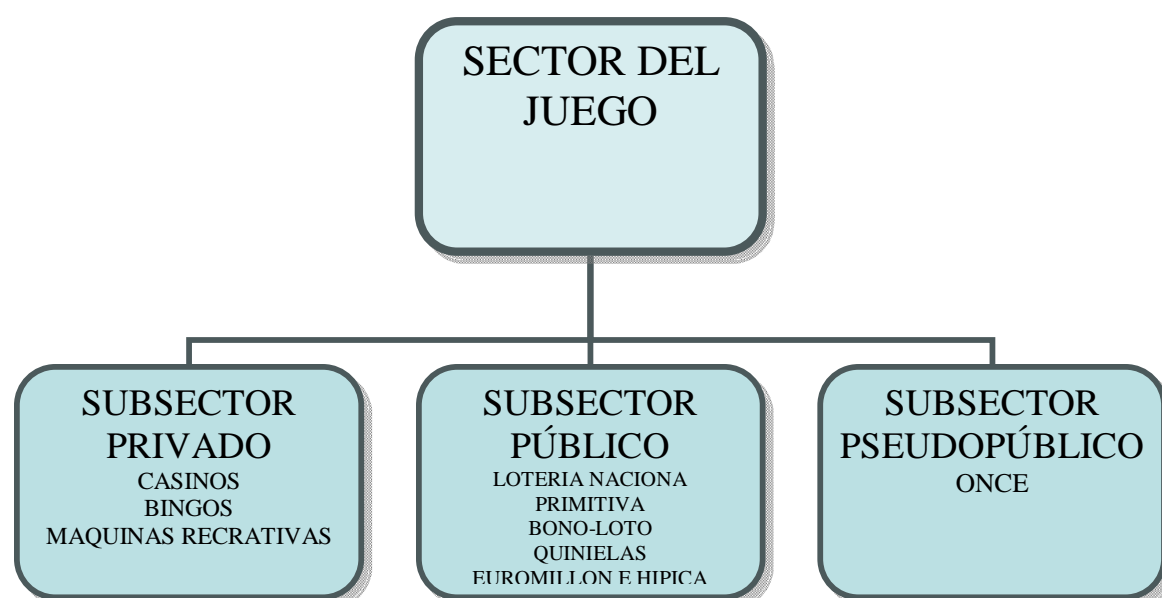 SECTOR DEL
JUEGO
SUBSECTOR
PRIVADO
CASINOS
BINGOS
MAQUINAS RECRATIVAS
SUBSECTOR
PÚBLICO
LOTERIA NACIONA
PRIMITIVA
BONO-LOTO
QUINIELAS
EUROMILLON E HIPICA
SUBSECTOR
PSEUDOPÚBLICO
ONCE